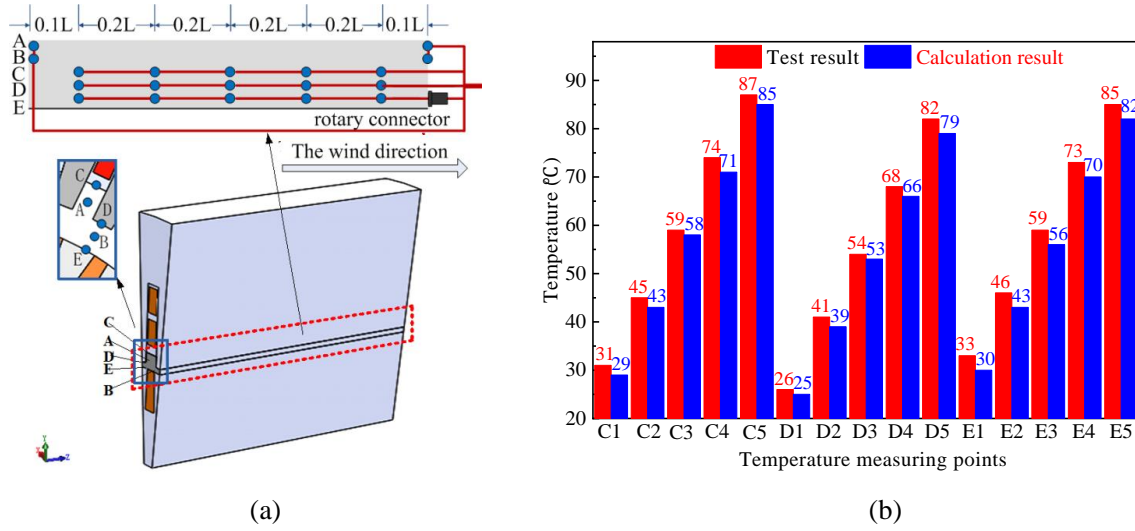 0.1L 0.2L 0.2L 0.2L 0.2L 0.1L
A
B
C
D
E
rotary connector
The wind direction
C
A
D
B
E
C
A
D
E
B
Y
Z
(a)
Test result Calculation result
Temperature (℃)
90
80
70
60
50
40
30
20
31 29 45 43 59 58 74 71 87 85 26 25 41 39 54 53 68 66 82 79 33 30 46 43 59 56 73 70 85 82
C1 C2 C3 C4 C5 D1 D2 D3 D4 D5 E1 E2 E3 E4 E5
Temperature measuring points
(b)